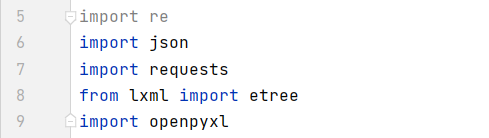 5 import re
6 import json
7 import requests
8 from lxml import etree
9 import openpyxl